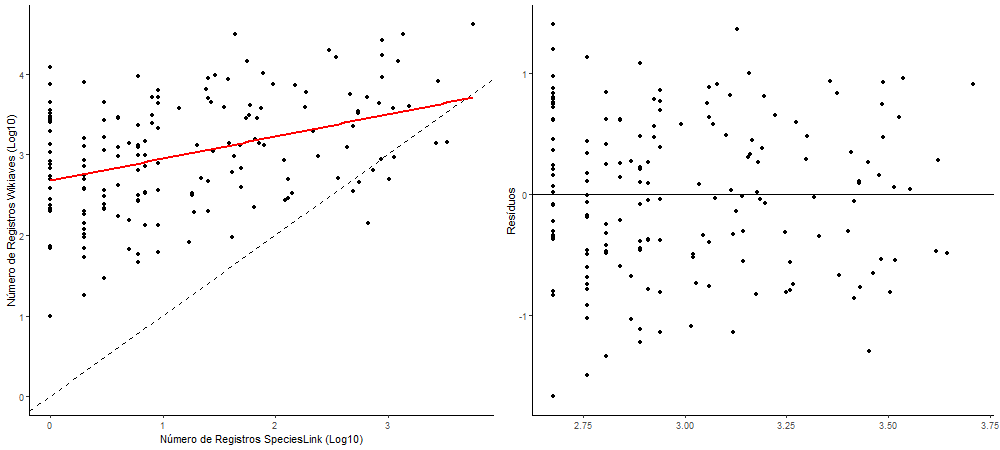 Número de Registros Wikiaves (Log10)
4
3
2
1
0
0 1 2 3
Número de Registros SpeciesLink (Log10)
Resíduos
1
0
-1
2.75 3.00 3.25 3.50 3.75